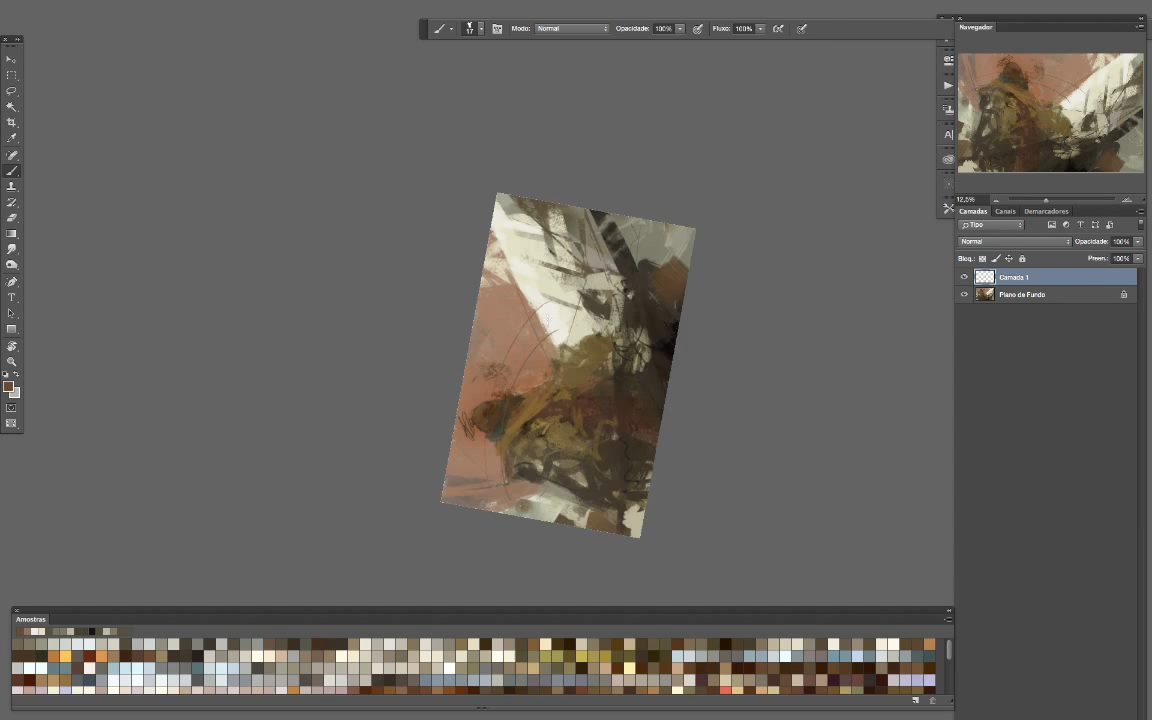 17 Modo: Normal Opacidade: 100% Fluxo: 100%
Navegador
12,5%
Camadas Canais Demarcadores
Tipo
Normal Opacidade: 100%
Bloq.: Preen.: 100%
Camada 1
Plano de Fundo
Amostras